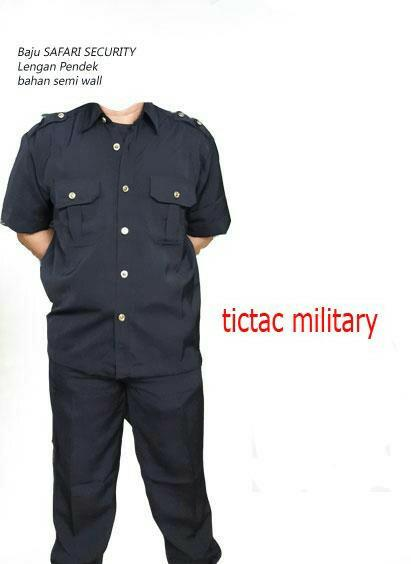 Baju SAFARI SECURITY
Lengan Pendek
bahan semi wall
tictac military